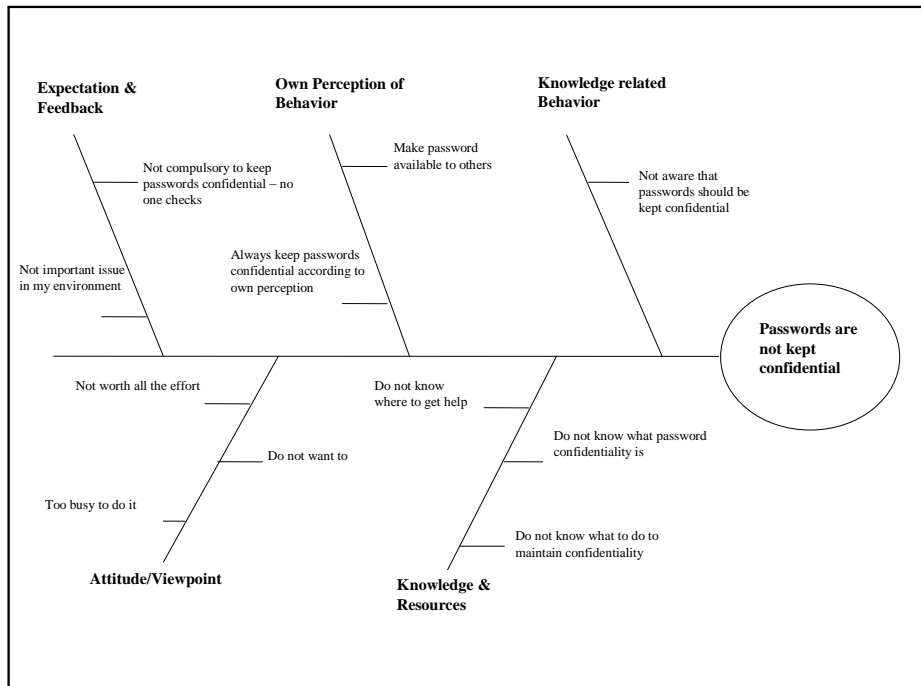 Expectation &
Feedback
Own Perception of
Behavior
Knowledge related
Behavior
Not compulsory to keep
passwords confidential – no
one checks
Make password
available to others
Not aware that
passwords should be
kept confidential
Not important issue
in my environment
Always keep passwords
confidential according to
own perception
Passwords are
not kept
confidential
Not worth all the effort
Do not know
where to get help
Do not want to
Do not know what password
confidentiality is
Too busy to do it
Do not know what to do to
maintain confidentiality
Attitude/Viewpoint
Knowledge &
Resources